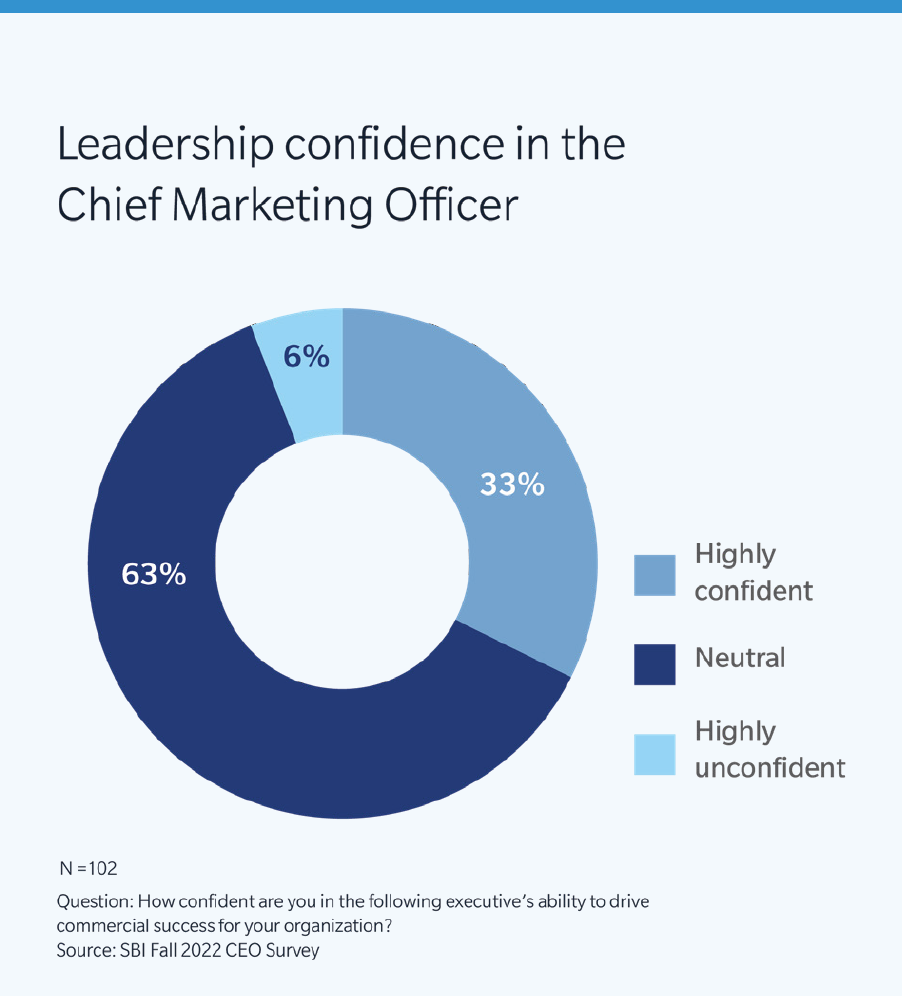 Leadership confidence in the
Chief Marketing Officer
6%
33%
63%
Highly
confident
Neutral
Highly
unconfident
N =102
Question: How confident are you in the following executive's ability to drive
commercial success for your organization?
Source: SBI Fall 2022 CEO Survey